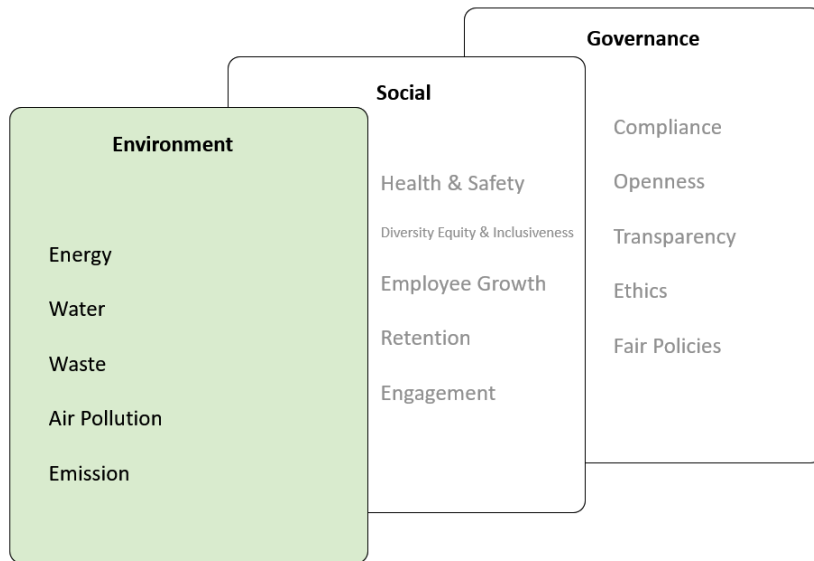 Environment
Energy
Water
Waste
Air Pollution
Emission
Social
Health & Safety
Diversity Equity & Inclusiveness
Employee Growth
Retention
Engagement
Governance
Compliance
Openness
Transparency
Ethics
Fair Policies